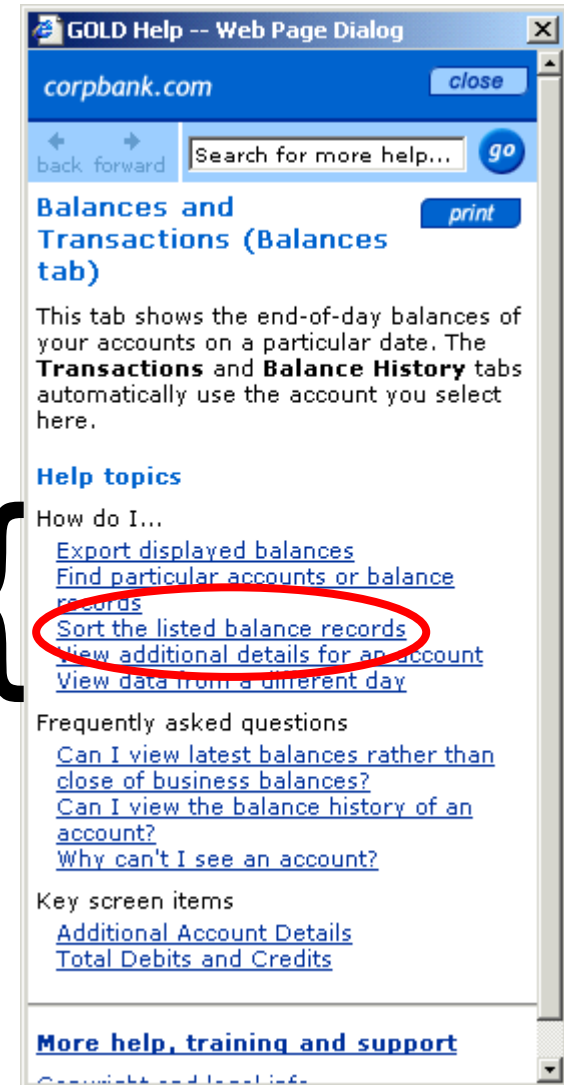 GOLD Help -- Web Page Dialog
corpbank.com
close
back forward
Search for more help...
go
Balances and
Transactions (Balances
tab)
print
This tab shows the end-of-day balances of
your accounts on a particular date. The
Transactions and Balance History tabs
automatically use the account you select
here.
Help topics
How do I...
Export displayed balances
Find particular accounts or balance
records
Sort the listed balance records
View additional details for an account
View data from a different day
Frequently asked questions
Can I view latest balances rather than
close of business balances?
Can I view the balance history of an
account?
Why can't I see an account?
Key screen items
Additional Account Details
Total Debits and Credits
More help, training and support
Copyright and legal info